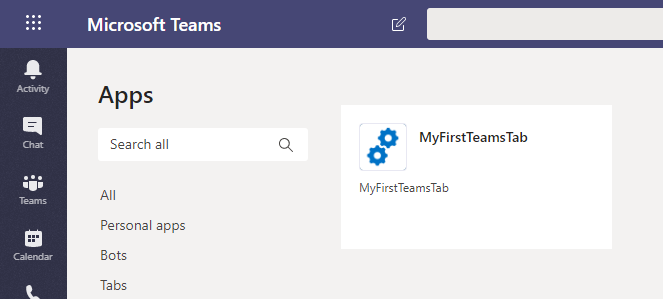 Microsoft Teams
Activity
Chat
Teams
Calendar
Apps
Search all
All
Personal apps
Bots
Tabs
MyFirstTeamsTab
MyFirstTeamsTab